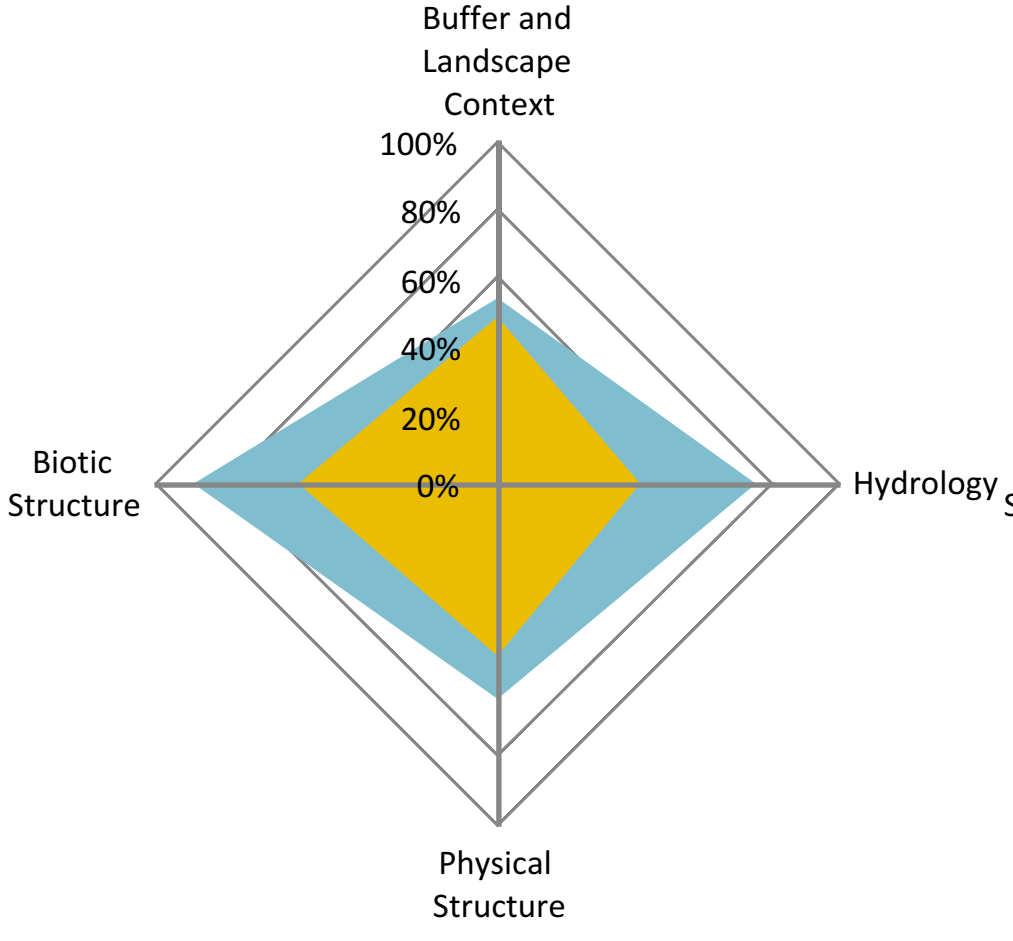 Buffer and
Landscape
Context
100%
80%
60%
40%
20%
0%
Biotic
Structure
Hydrology
S
Physical
Structure